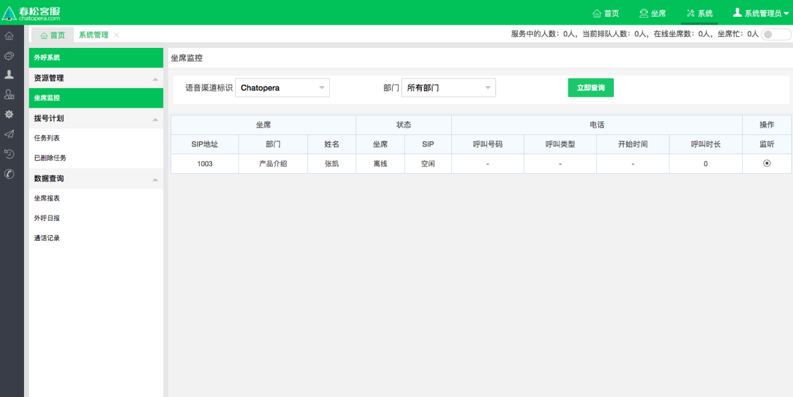 春松客服
chatopera.com
首页 坐席 系统 系统管理员
首页 系统管理
服务中的人数：0人，当前排队人数：0人，在线坐席数：0人，坐席忙：0人
外呼系统
资源管理
坐席监控
拨号计划
任务列表
已删除任务
数据查询
坐席报表
外呼日报
通话记录
坐席监控
语音渠道标识 Chatopera 部门 所有部门 立即查询
坐席 状态 电话 操作
SIP地址 部门 姓名 坐席 SIP 呼叫号码 呼叫类型 开始时间 呼叫时长 监听
1003 产品介绍 张凯 离线 空闲 - - - 0